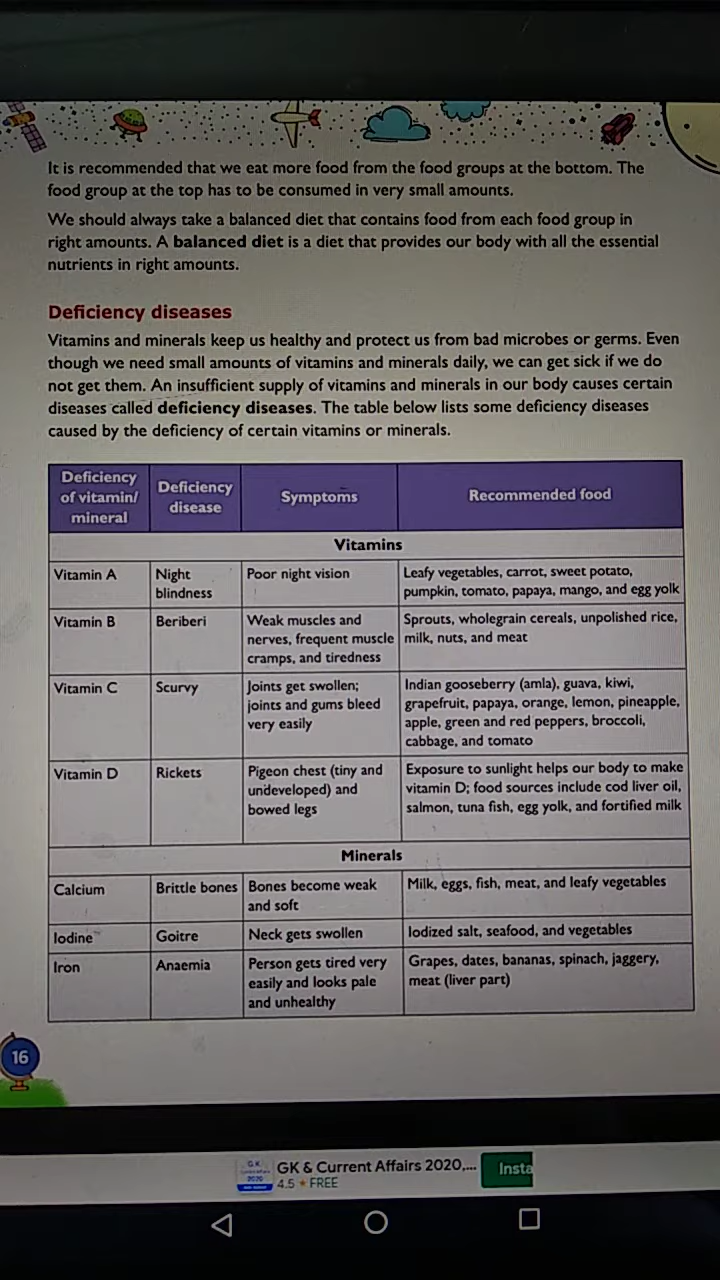 It is recommended that we eat more food from the food groups at the bottom. The
food group at the top has to be consumed in very small amounts.
We should always take a balanced diet that contains food from each food group in
right amounts. A balanced diet is a diet that provides our body with all the essential
nutrients in right amounts.
Deficiency diseases
Vitamins and minerals keep us healthy and protect us from bad microbes or germs. Even
though we need small amounts of vitamins and minerals daily, we can get sick if we do
not get them. An insufficient supply of vitamins and minerals in our body causes certain
diseases called deficiency diseases. The table below lists some deficiency diseases
caused by the deficiency of certain vitamins or minerals.
Deficiency
of vitamin/
mineral
Deficiency
disease
Symptoms
Recommended food
Vitamins
Vitamin A
Night
blindness
Poor night vision
Leafy vegetables, carrot, sweet potato,
pumpkin, tomato, papaya, mango, and egg yolk
Vitamin B
Beriberi
Weak muscles and
nerves, frequent muscle
cramps, and tiredness
Sprouts, wholegrain cereals, unpolished rice,
milk, nuts, and meat
Vitamin C
Scurvy
Joints get swollen;
joints and gums bleed
very easily
Indian gooseberry (amla), guava, kiwi,
grapefruit, papaya, orange, lemon, pineapple,
apple, green and red peppers, broccoli,
cabbage, and tomato
Vitamin D
Rickets
Pigeon chest (tiny and
undeveloped) and
bowed legs
Exposure to sunlight helps our body to make
vitamin D; food sources include cod liver oil,
salmon, tuna fish, egg yolk, and fortified milk
Minerals
Calcium
Brittle bones
Bones become weak
and soft
Milk, eggs, fish, meat, and leafy vegetables
Iodine
Goitre
Neck gets swollen
Iodized salt, seafood, and vegetables
Iron
Anaemia
Person gets tired very
easily and looks pale
and unhealthy
Grapes, dates, bananas, spinach, jaggery,
meat (liver part)
16
GK & Current Affairs 2020,...
4.5 ★ FREE
Insta